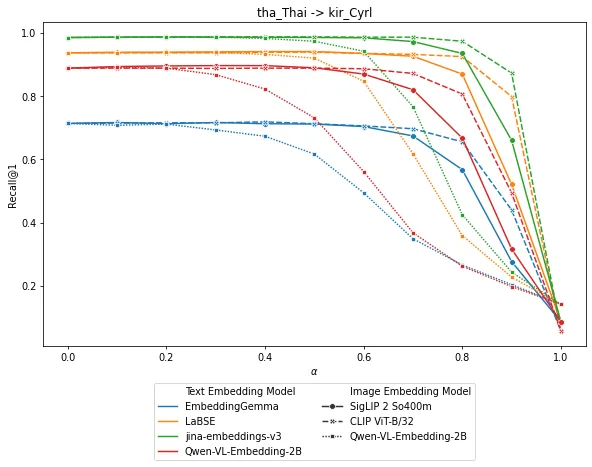 tha_Thai -> kir_Cyrl
1.0
0.8
0.6
0.4
0.2
Recall@1
0.0 0.2 0.4 0.6 0.8 1.0
α
Text Embedding Model Image Embedding Model
EmbeddingGemma SigLIP 2 So400m
LaBSE CLIP ViT-B/32
jina-embeddings-v3 Qwen-VL-Embedding-2B
Qwen-VL-Embedding-2B